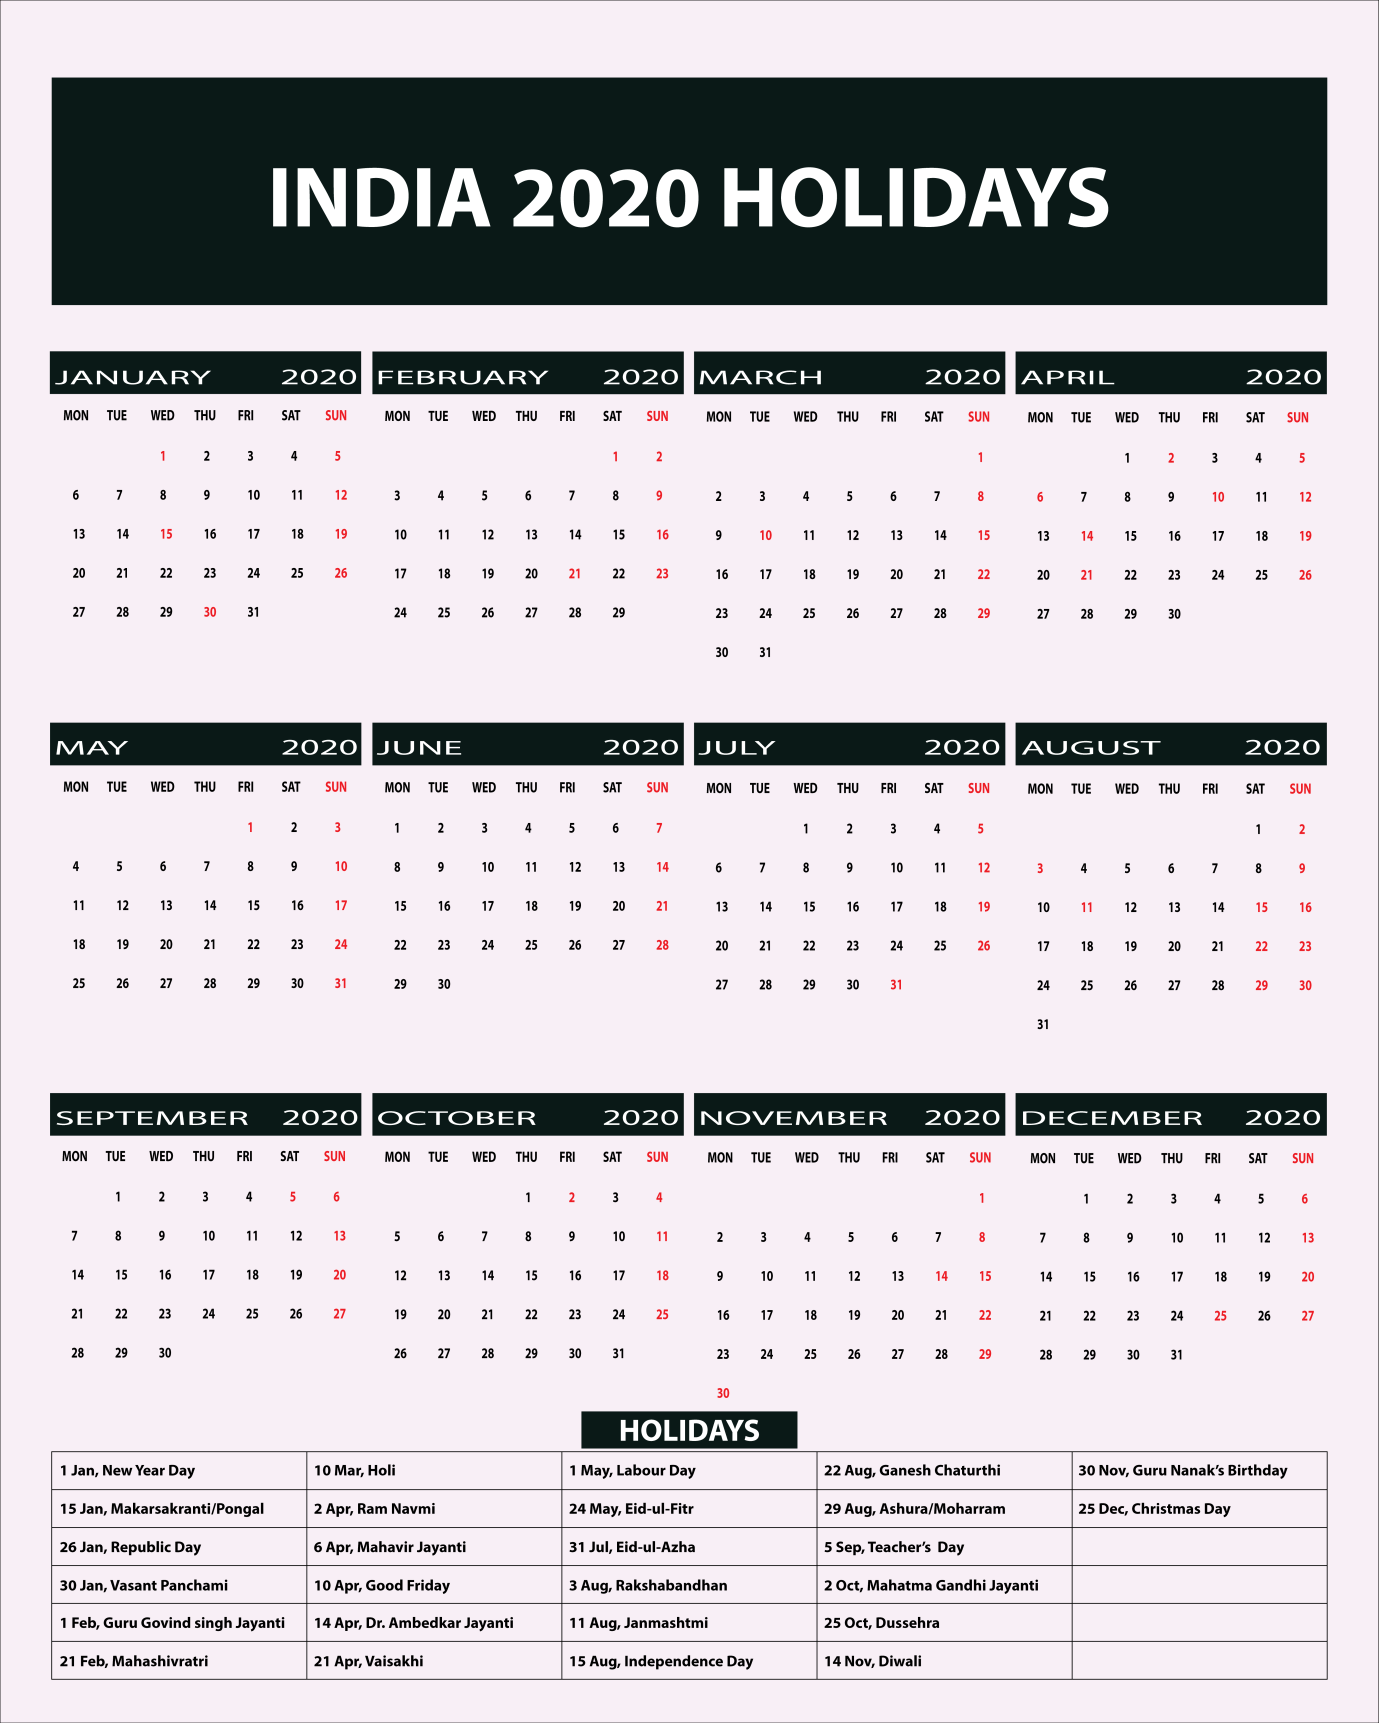 INDIA 2020 HOLIDAYS
JANUARY 2020
MON TUE WED THU FRI SAT SUN
1 2 3 4 5
6 7 8 9 10 11 12
13 14 15 16 17 18 19
20 21 22 23 24 25 26
27 28 29 30 31
FEBRUARY 2020
MON TUE WED THU FRI SAT SUN
1 2
3 4 5 6 7 8 9
10 11 12 13 14 15 16
17 18 19 20 21 22 23
24 25 26 27 28 29
MARCH 2020
MON TUE WED THU FRI SAT SUN
1
2 3 4 5 6 7 8
9 10 11 12 13 14 15
16 17 18 19 20 21 22
23 24 25 26 27 28 29
30 31
APRIL 2020
MON TUE WED THU FRI SAT SUN
1 2 3 4 5
6 7 8 9 10 11 12
13 14 15 16 17 18 19
20 21 22 23 24 25 26
27 28 29 30
MAY 2020
MON TUE WED THU FRI SAT SUN
1 2 3
4 5 6 7 8 9 10
11 12 13 14 15 16 17
18 19 20 21 22 23 24
25 26 27 28 29 30 31
JUNE 2020
MON TUE WED THU FRI SAT SUN
1 2 3 4 5 6 7
8 9 10 11 12 13 14
15 16 17 18 19 20 21
22 23 24 25 26 27 28
29 30
JULY 2020
MON TUE WED THU FRI SAT SUN
1 2 3 4 5
6 7 8 9 10 11 12
13 14 15 16 17 18 19
20 21 22 23 24 25 26
27 28 29 30 31
AUGUST 2020
MON TUE WED THU FRI SAT SUN
1 2
3 4 5 6 7 8 9
10 11 12 13 14 15 16
17 18 19 20 21 22 23
24 25 26 27 28 29 30
31
SEPTEMBER 2020
MON TUE WED THU FRI SAT SUN
1 2 3 4 5 6
7 8 9 10 11 12 13
14 15 16 17 18 19 20
21 22 23 24 25 26 27
28 29 30
OCTOBER 2020
MON TUE WED THU FRI SAT SUN
1 2 3 4
5 6 7 8 9 10 11
12 13 14 15 16 17 18
19 20 21 22 23 24 25
26 27 28 29 30 31
NOVEMBER 2020
MON TUE WED THU FRI SAT SUN
1
2 3 4 5 6 7 8
9 10 11 12 13 14 15
16 17 18 19 20 21 22
23 24 25 26 27 28 29
30
DECEMBER 2020
MON TUE WED THU FRI SAT SUN
1 2 3 4 5 6
7 8 9 10 11 12 13
14 15 16 17 18 19 20
21 22 23 24 25 26 27
28 29 30 31
HOLIDAYS
1 Jan, New Year Day
15 Jan, Makarsakranti/Pongal
26 Jan, Republic Day
30 Jan, Vasant Panchami
1 Feb, Guru Govind singh Jayanti
21 Feb, Mahashivratri
10 Mar, Holi
2 Apr, Ram Navmi
6 Apr, Mahavir Jayanti
10 Apr, Good Friday
14 Apr, Dr. Ambedkar Jayanti
21 Apr, Vaisakhi
1 May, Labour Day
24 May, Eid-ul-Fitr
31 Jul, Eid-ul-Azha
3 Aug, Rakshabandhan
11 Aug, Janmashtmi
15 Aug, Independence Day
22 Aug, Ganesh Chaturthi
29 Aug, Ashura/Moharram
5 Sep, Teacher’s Day
2 Oct, Mahatma Gandhi Jayanti
25 Oct, Dussehra
14 Nov, Diwali
30 Nov, Guru Nanak’s Birthday
25 Dec, Christmas Day